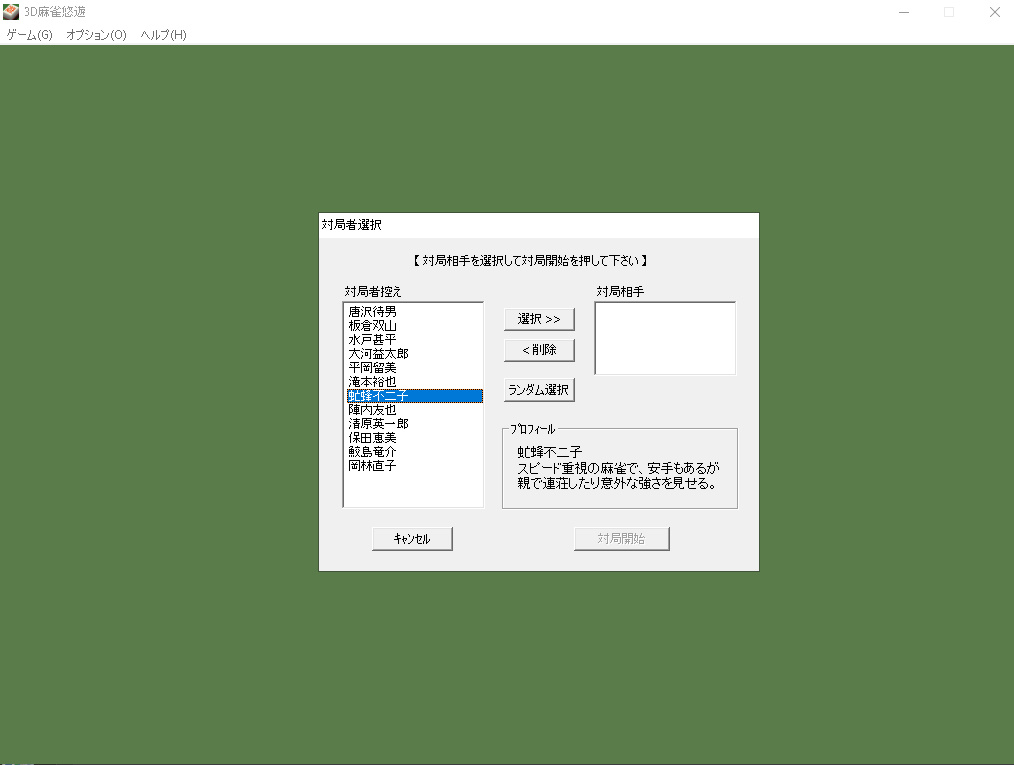 3D麻雀悠遊
ゲーム(G) オプション(O) ヘルプ(H)
対局者選択
【 対局相手を選択して対局開始を押して下さい 】
対局者控え
対局相手
唐沢待男
板倉双山
水戸甚平
大河益太郎
平岡留美
滝本裕也
虻蜂不二子
陣内友也
清原英一郎
保田恵美
鮫島竜介
岡林直子
選択 >>
< 削除
ランダム選択
プロフィール
虻蜂不二子
スピード重視の麻雀で、安手もあるが
親で連荘したり意外な強さを見せる。
キャンセル
対局開始